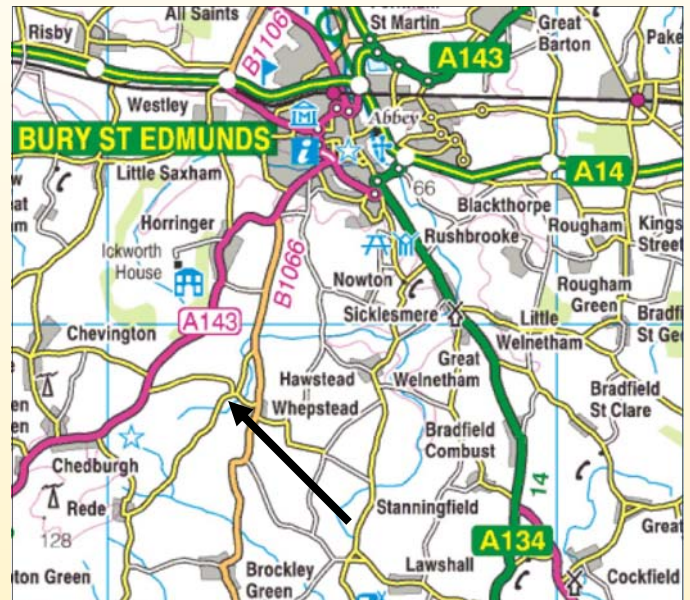 All Saints
St Martin
Great
Barton
Risby
B1106
A143
Pake
Westley
Abbey
BURY ST EDMUNDS
i
A14
Little Saxham
66
Blackthorpe
Horringer
Rougham
Kings
Street
Rushbrooke
Ickworth
House
B1066
Nowton
Rougham
Green
A143
Sicklesmere
Little
Welnetham
Bradfi
St Geo
Chevington
Great
Welnetham
Hawstead
Whepstead
Bradfield
St Clare
Bradfield
Combust
Chedburgh
14
Rede
Stanningfield
Great
128
A134
Lawshall
ton Green
Brockley
Green
Cockfield